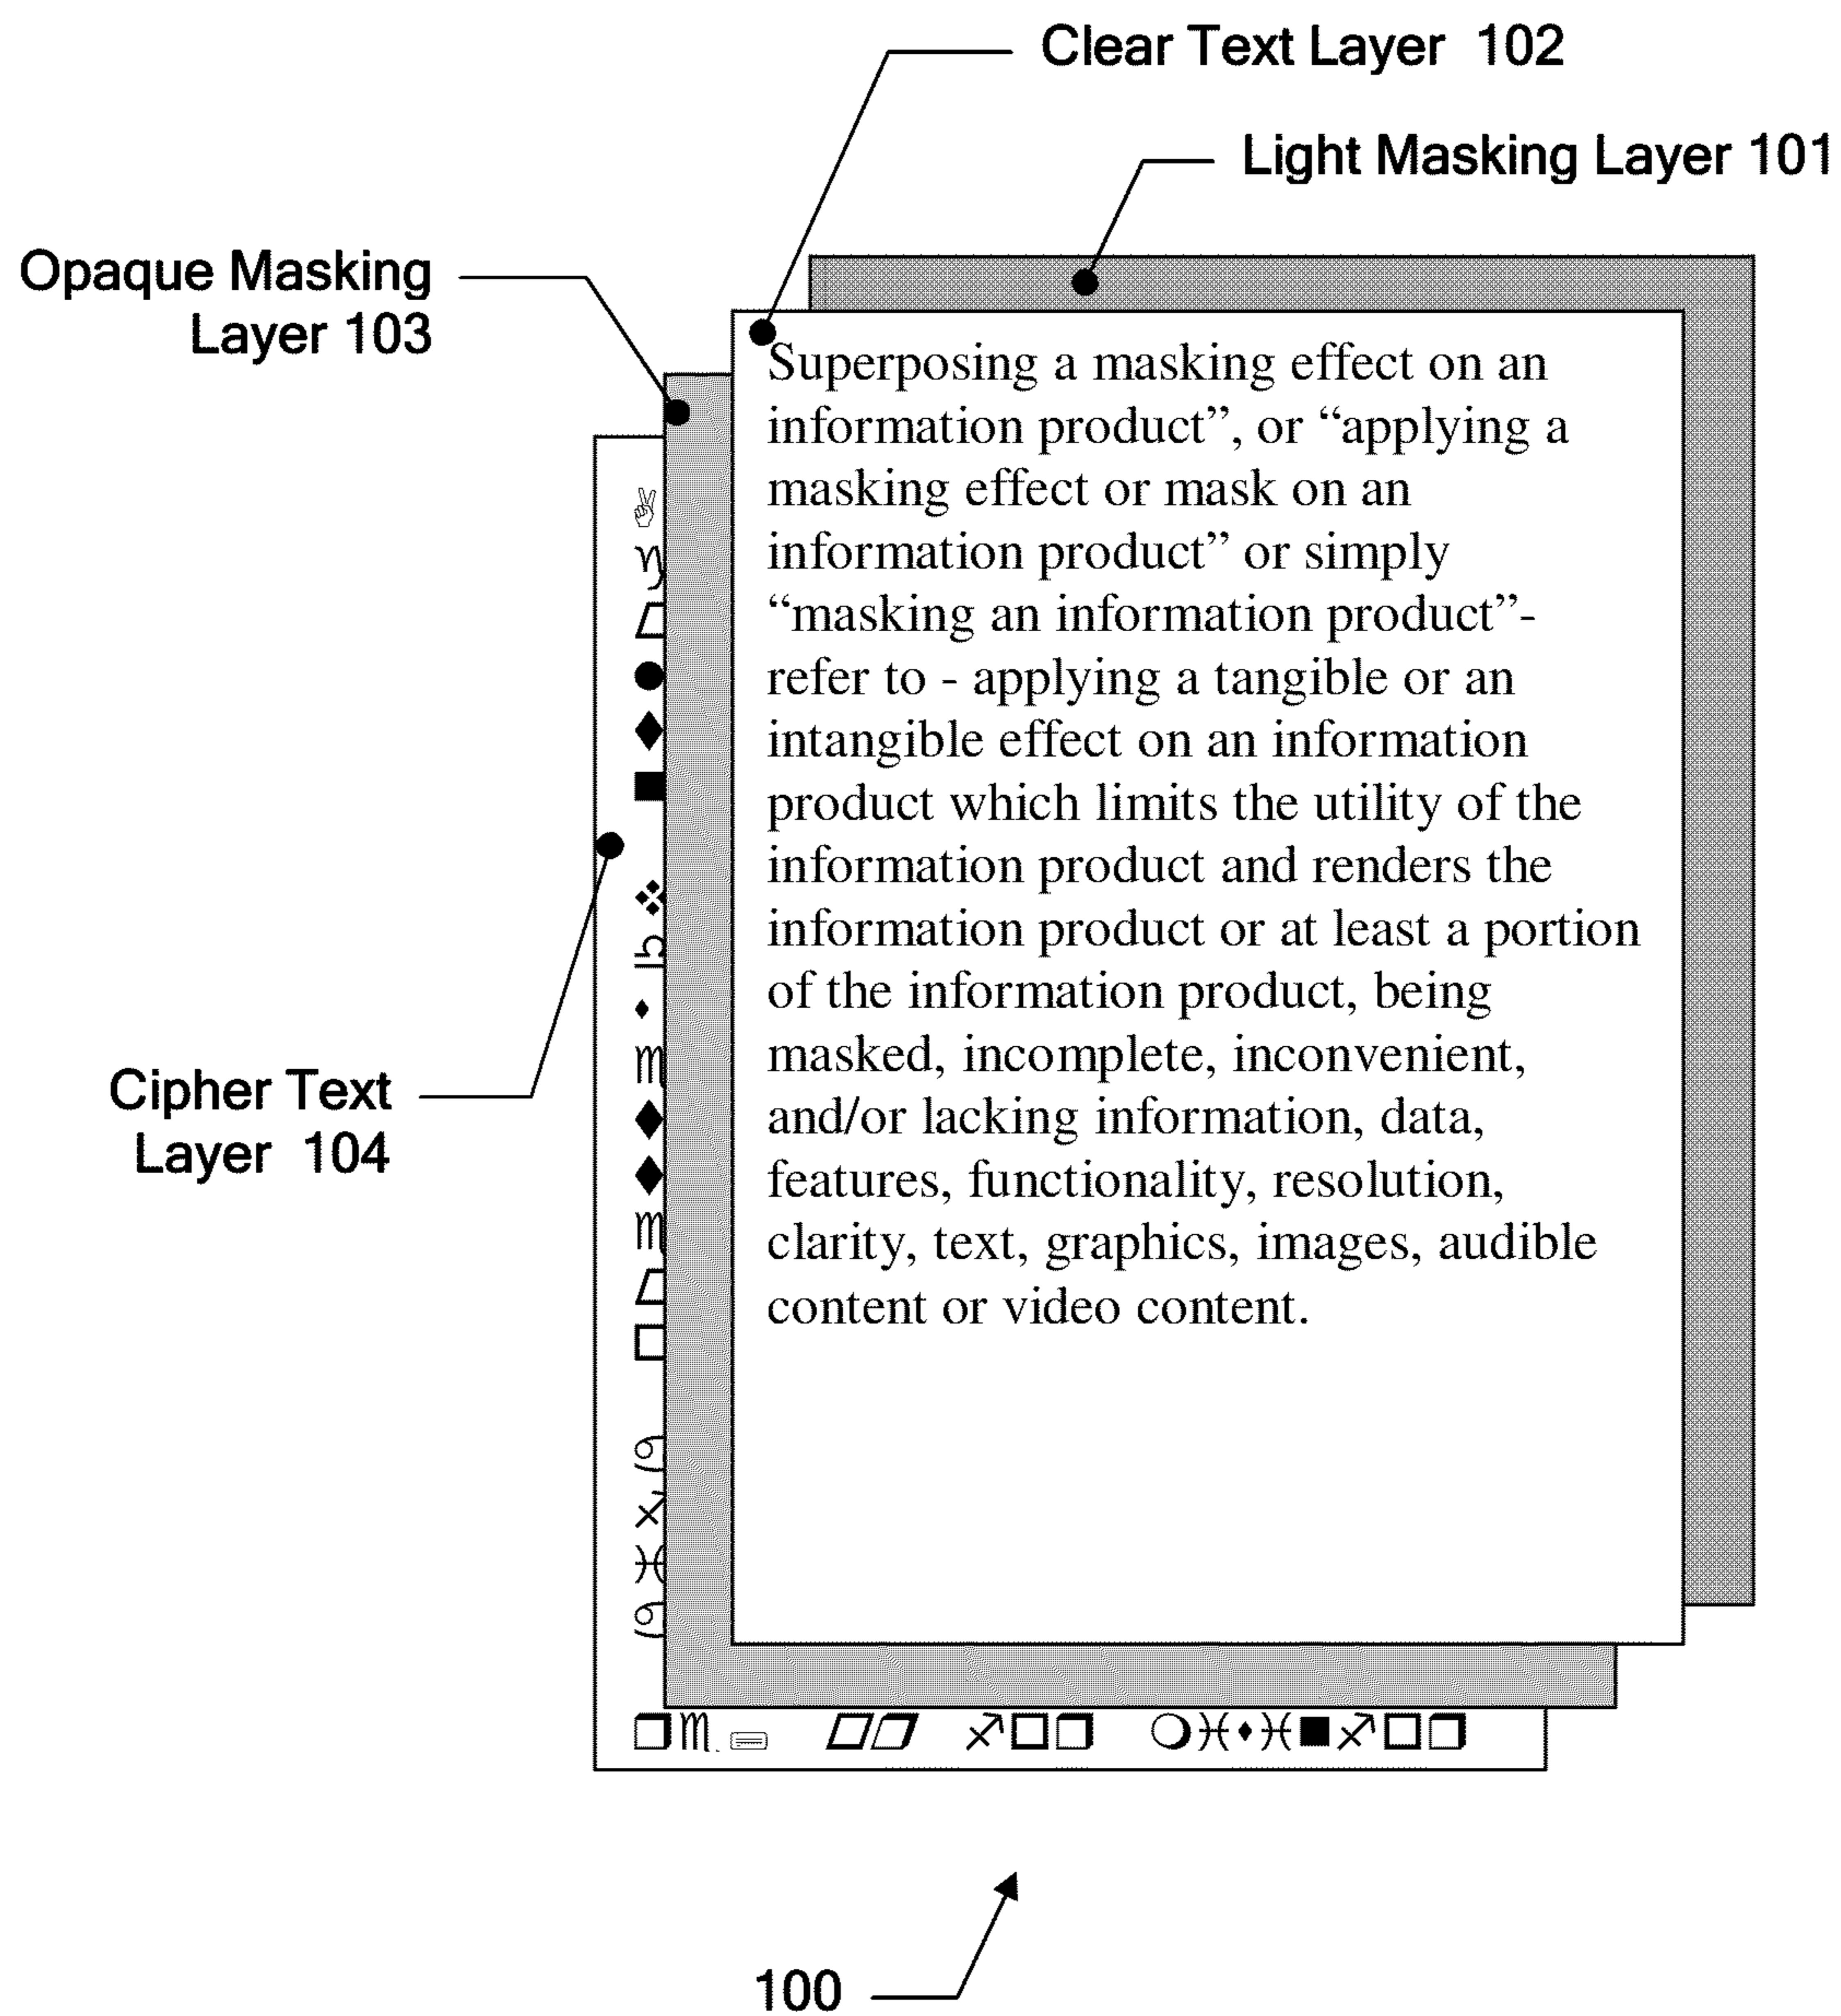 Clear Text Layer 102
Light Masking Layer 101
Opaque Masking
Layer 103
Superposing a masking effect on an
information product”, or “applying a
masking effect or mask on an
information product” or simply
“masking an information product”-
refer to - applying a tangible or an
intangible effect on an information
product which limits the utility of the
information product and renders the
information product or at least a portion
of the information product, being
masked, incomplete, inconvenient,
and/or lacking information, data,
features, functionality, resolution,
clarity, text, graphics, images, audible
content or video content.
Cipher Text
Layer 104
100